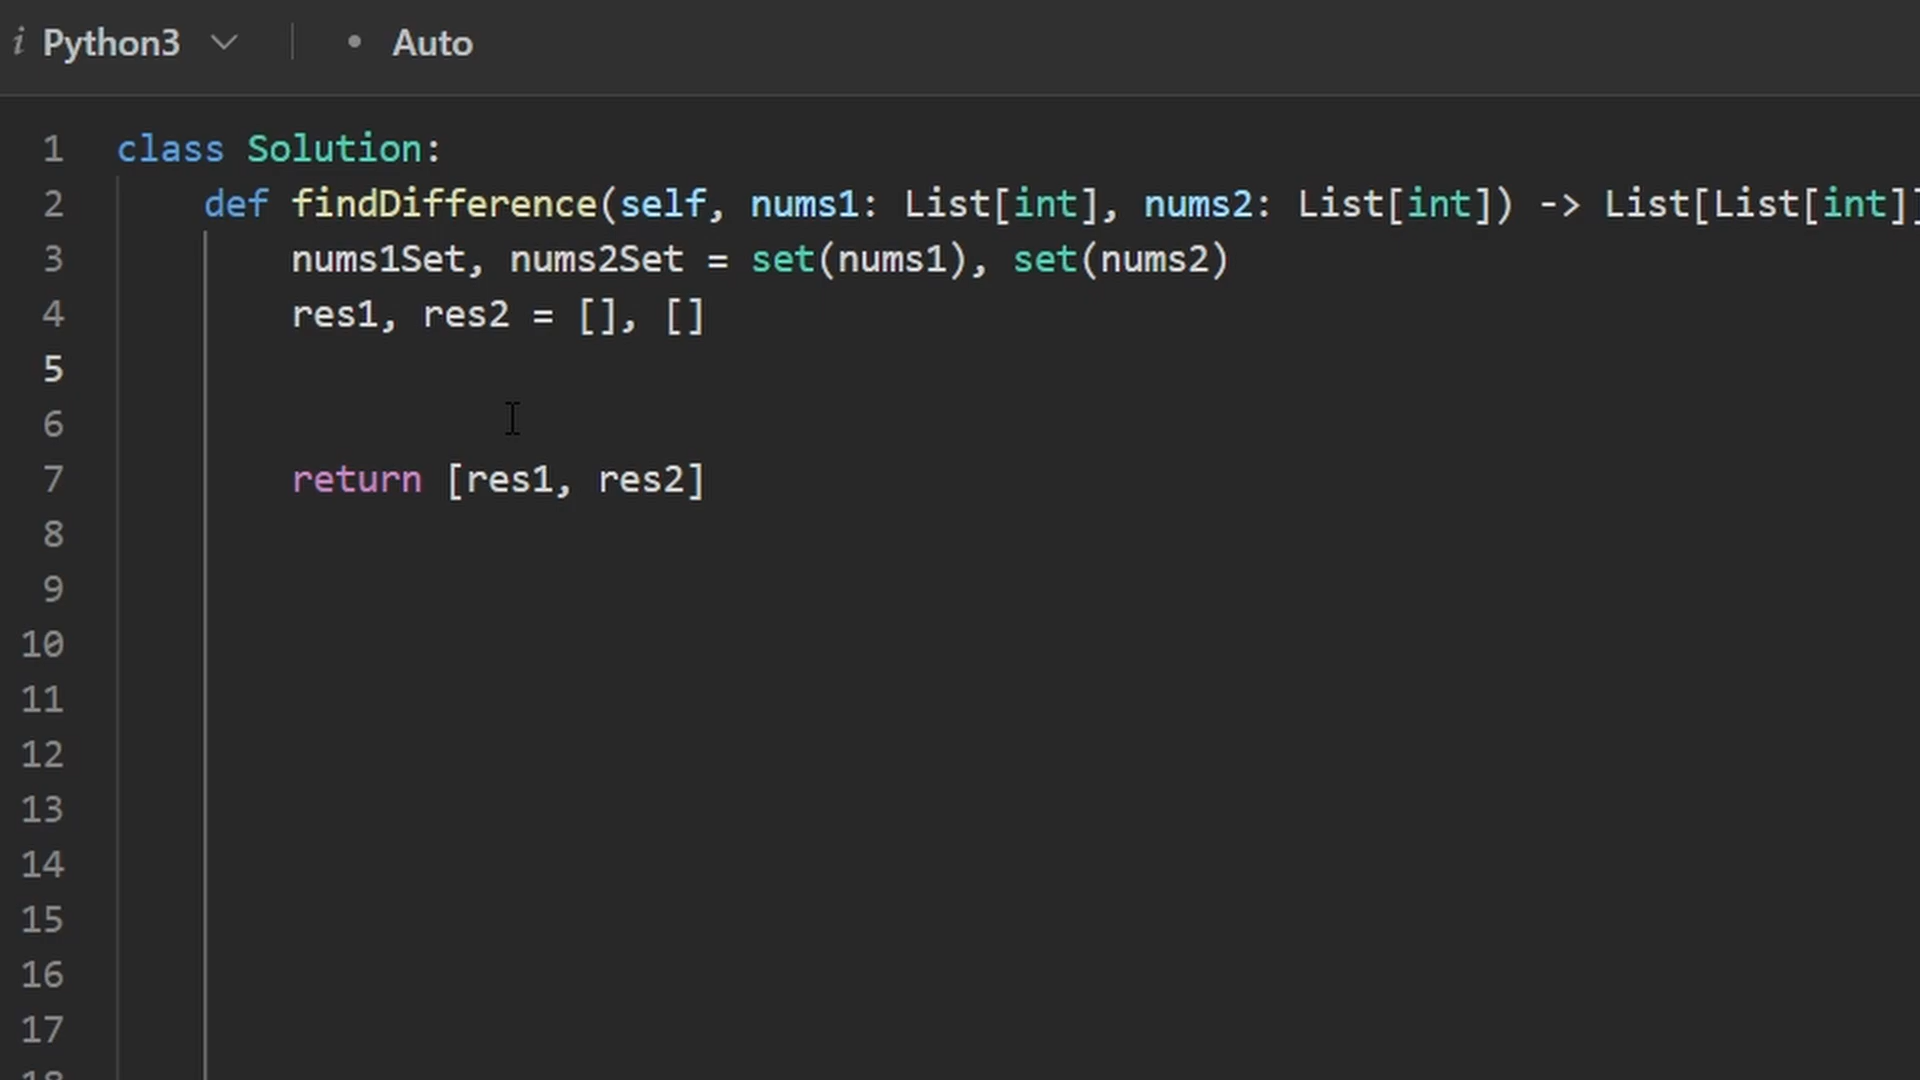 i Python3 • Auto
1 class Solution:
2 def findDifference(self, nums1: List[int], nums2: List[int]) -> List[List[int]]
3 nums1Set, nums2Set = set(nums1), set(nums2)
4 res1, res2 = [], []
5
6
7 return [res1, res2]
8
9
10
11
12
13
14
15
16
17
18